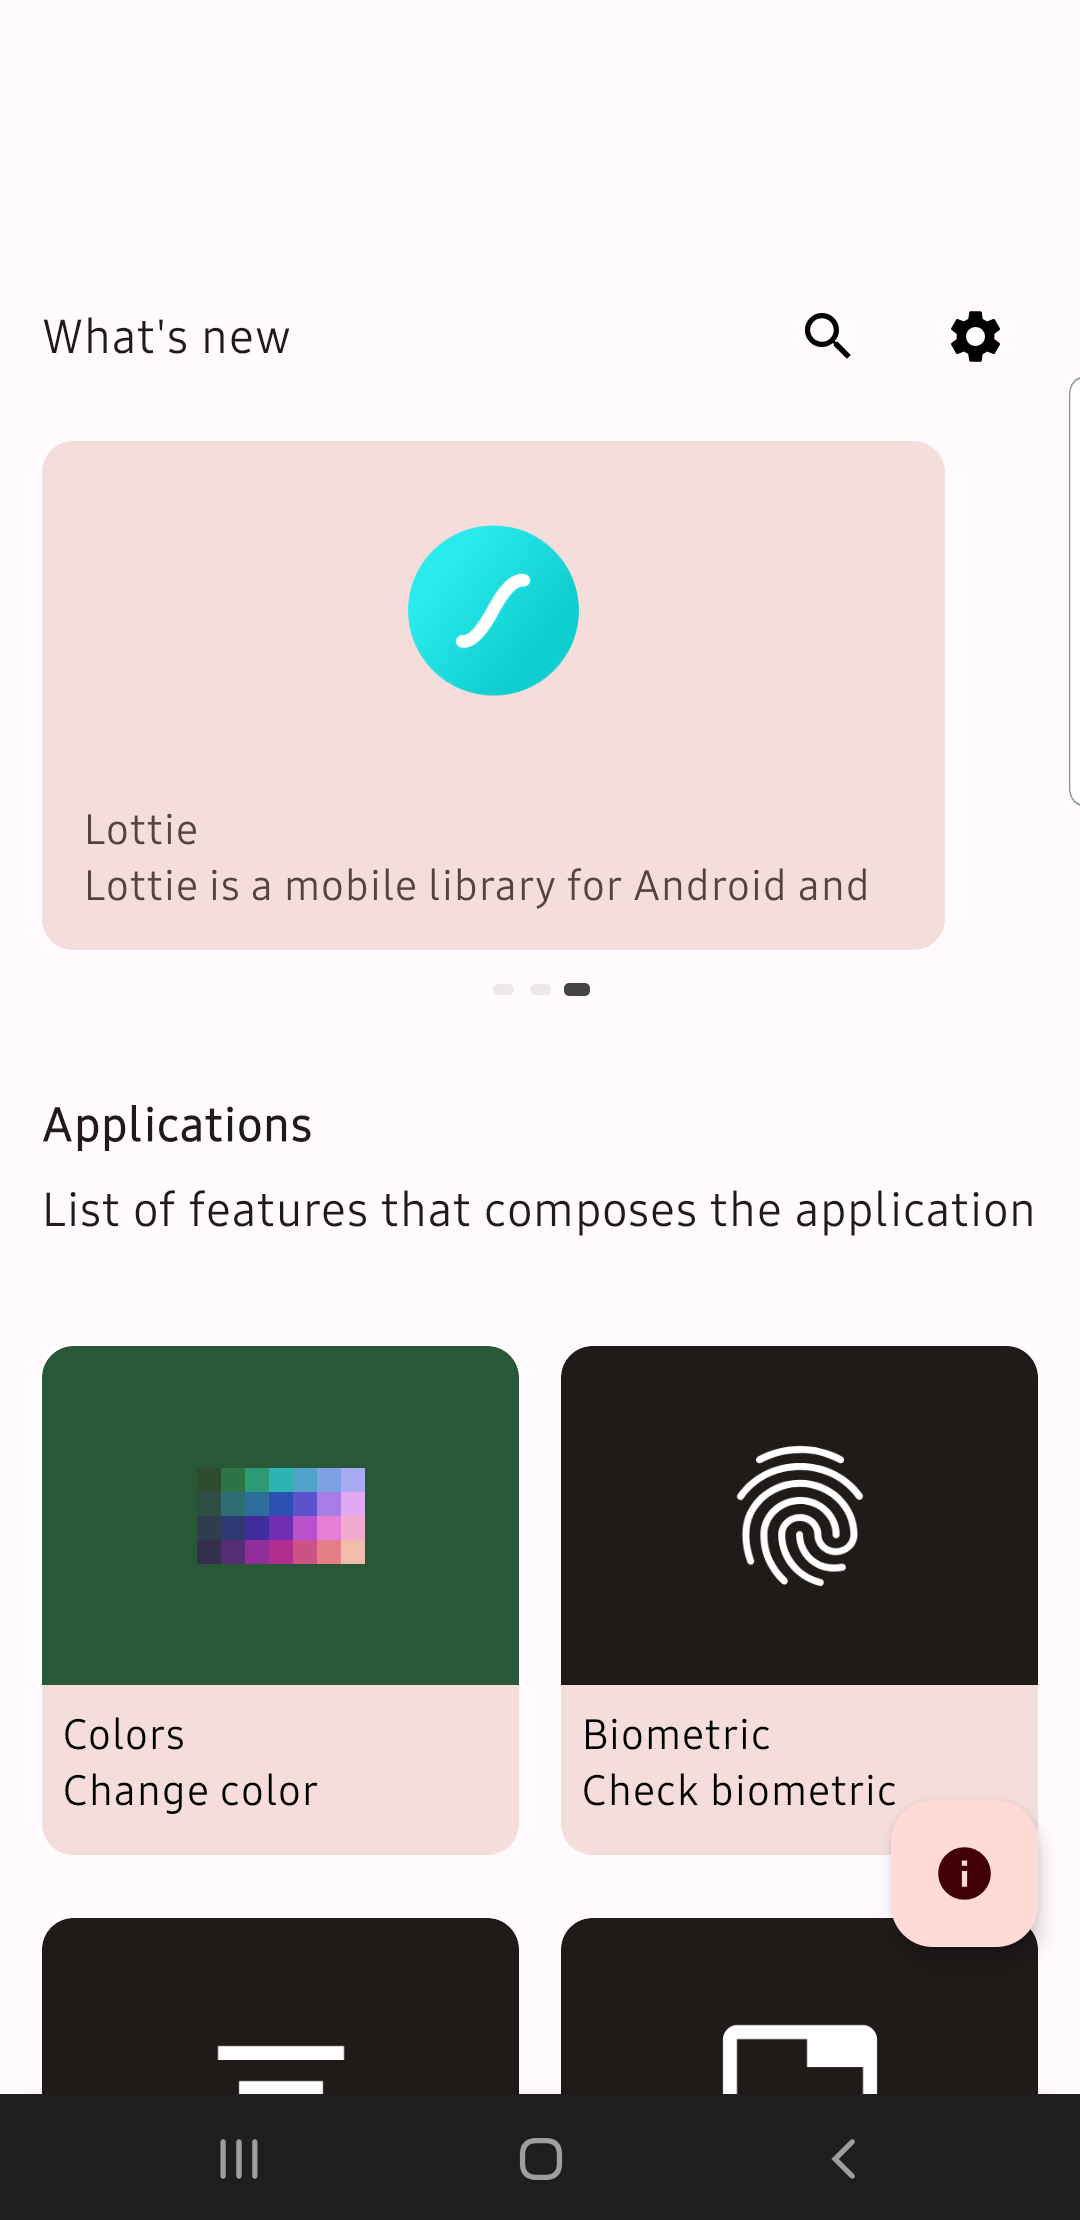 What's new
Lottie
Lottie is a mobile library for Android and
Applications
List of features that composes the application
Colors
Change color
Biometric
Check biometric